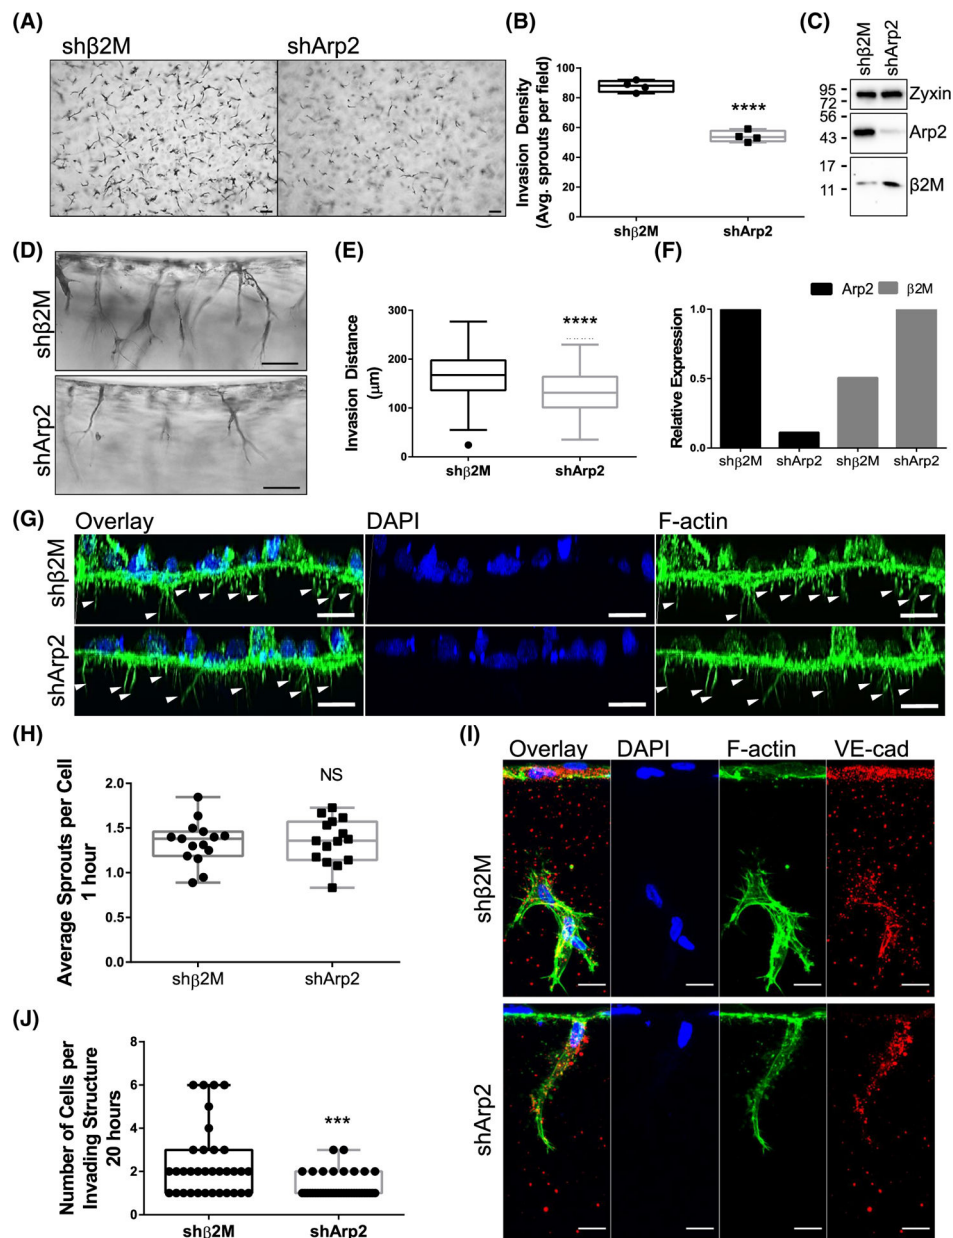 (A)
shβ2M
shArp2
(B)
Invasion Density
(Avg. sprouts per field)
100
80
60
40
20
0
****
shβ2M
shArp2
(C)
shβ2M
shArp2
95
72
Zyxin
56
43
Arp2
17
11
β2M
(D)
shβ2M
shArp2
(E)
Invasion Distance
(µm)
300
200
100
0
****
shβ2M
shArp2
(F)
Arp2
β2M
Relative Expression
1.0
0.5
0.0
shβ2M
shArp2
shβ2M
shArp2
(G)
Overlay
DAPI
F-actin
shβ2M
shArp2
(H)
Average Sprouts per Cell
1 hour
2.0
1.5
1.0
0.5
0.0
NS
shβ2M
shArp2
(I)
Overlay
DAPI
F-actin
VE-cad
shβ2M
shArp2
(J)
Number of Cells per
Invading Structure
20 hours
8
6
4
2
0
***
shβ2M
shArp2